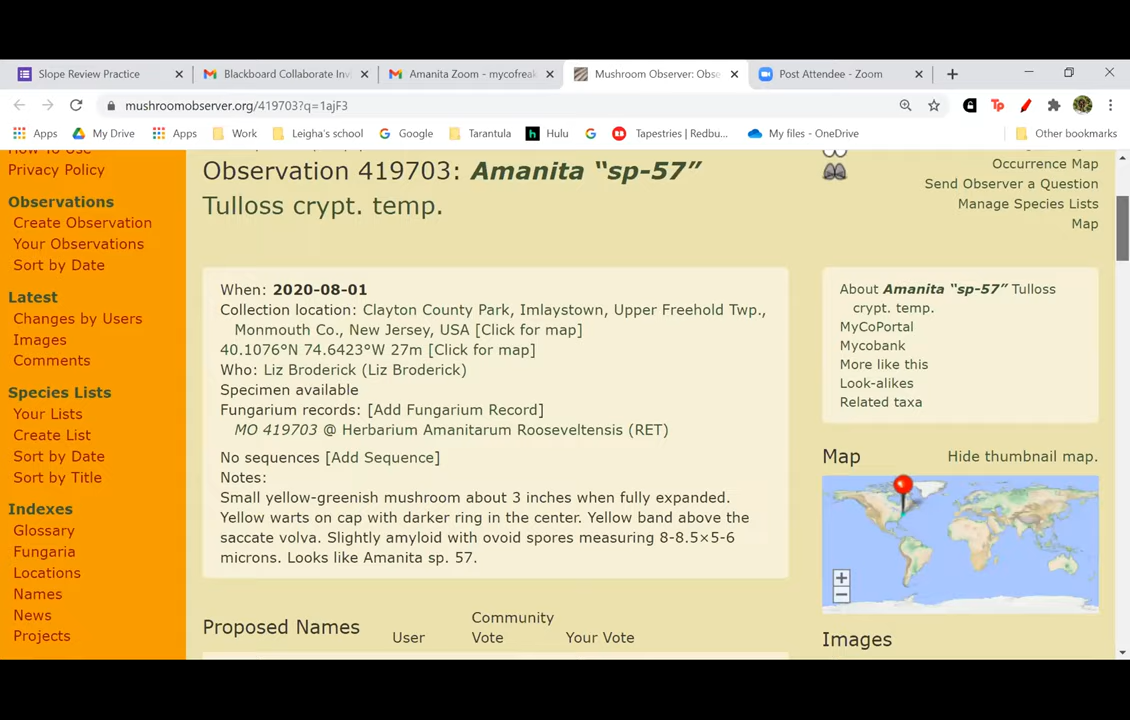 Slope Review Practice
Blackboard Collaborate Inv
Amanita Zoom - mycofreak
Mushroom Observer: Obse
Post Attendee - Zoom
mushroomobserver.org/419703?q=1ajF3
Apps
My Drive
Apps
Work
Leigha's school
Google
Tarantula
Hulu
Tapestries | Redbu...
My files - OneDrive
Other bookmarks
How To Use
Privacy Policy
Observations
Create Observation
Your Observations
Sort by Date
Latest
Changes by Users
Images
Comments
Species Lists
Your Lists
Create List
Sort by Date
Sort by Title
Indexes
Glossary
Fungaria
Locations
Names
News
Projects
Observation 419703: Amanita “sp-57”
Tulloss crypt. temp.
When: 2020-08-01
Collection location: Clayton County Park, Imlaystown, Upper Freehold Twp.,
Monmouth Co., New Jersey, USA [Click for map]
40.1076°N 74.6423°W 27m [Click for map]
Who: Liz Broderick (Liz Broderick)
Specimen available
Fungarium records: [Add Fungarium Record]
MO 419703 @ Herbarium Amanitarum Rooseveltensis (RET)
No sequences [Add Sequence]
Notes:
Small yellow-greenish mushroom about 3 inches when fully expanded.
Yellow warts on cap with darker ring in the center. Yellow band above the
saccate volva. Slightly amyloid with ovoid spores measuring 8-8.5×5-6
microns. Looks like Amanita sp. 57.
Proposed Names
User
Community
Vote
Your Vote
Occurrence Map
Send Observer a Question
Manage Species Lists
Map
About Amanita “sp-57” Tulloss
crypt. temp.
MyCoPortal
Mycobank
More like this
Look-alikes
Related taxa
Map
Hide thumbnail map.
Images